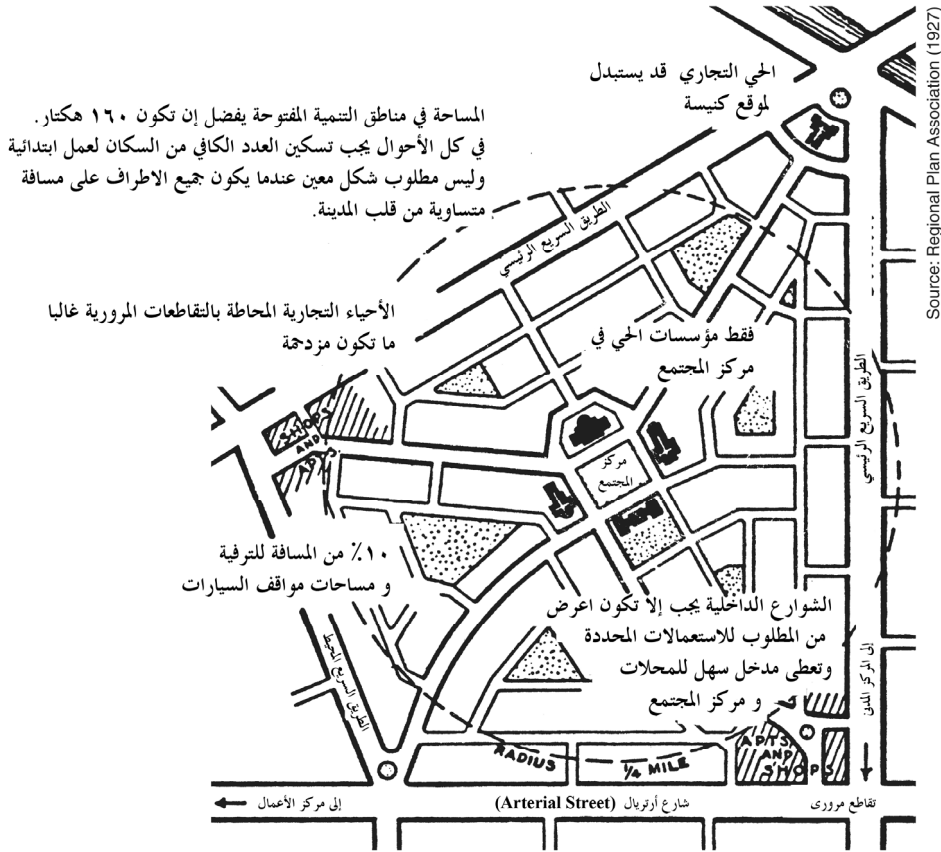 Source: Regional Plan Association (1927)
الحي التجاري قد يستبدل
لموقع كنيسة
المساحة في مناطق التنمية المفتوحة يفضل إن تكون ١٦٠ هكتار.
في كل الأحوال يجب تسكين العدد الكافي من السكان لعمل ابتدائية
وليس مطلوب شكل معين عندما يكون جميع الاطراف على مسافة
متساوية من قلب المدينة.
الطريق السريع الرئيسي
الأحياء التجارية المحاطة بالتقاطعات المرورية غالبا
ما تكون مزدحمة
فقط مؤسسات الحي في
مركز المجتمع
الطريق السريع الرئيسي
SHOPS
AND
APTS
مركز
المجتمع
١٠٪ من المسافة للترفية
و مساحات مواقف السيارات
الشوارع الداخلية يجب إلا تكون اعرض
من المطلوب للاستعمالات المحددة
وتعطى مدخل سهل للمحلات
و مركز المجتمع
الطريق السريع المحيط
إلى المركز المدني
RADIUS
1/4 MILE
APTS
AND
SHOPS
إلى مركز الأعمال
شارع أرتريال (Arterial Street)
تقاطع مرورى